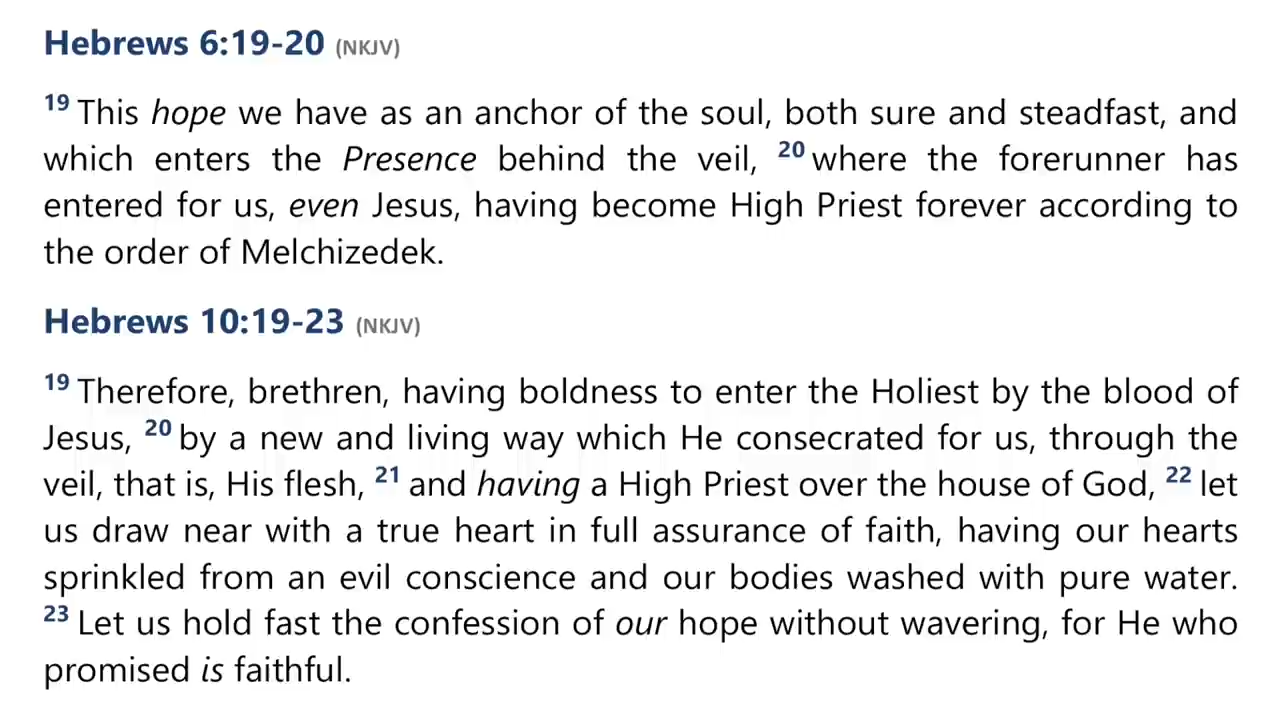 Hebrews 6:19-20 (NKJV)
19 This hope we have as an anchor of the soul, both sure and steadfast, and
which enters the Presence behind the veil, 20 where the forerunner has
entered for us, even Jesus, having become High Priest forever according to
the order of Melchizedek.
Hebrews 10:19-23 (NKJV)
19 Therefore, brethren, having boldness to enter the Holiest by the blood of
Jesus, 20 by a new and living way which He consecrated for us, through the
veil, that is, His flesh, 21 and having a High Priest over the house of God, 22 let
us draw near with a true heart in full assurance of faith, having our hearts
sprinkled from an evil conscience and our bodies washed with pure water.
23 Let us hold fast the confession of our hope without wavering, for He who
promised is faithful.